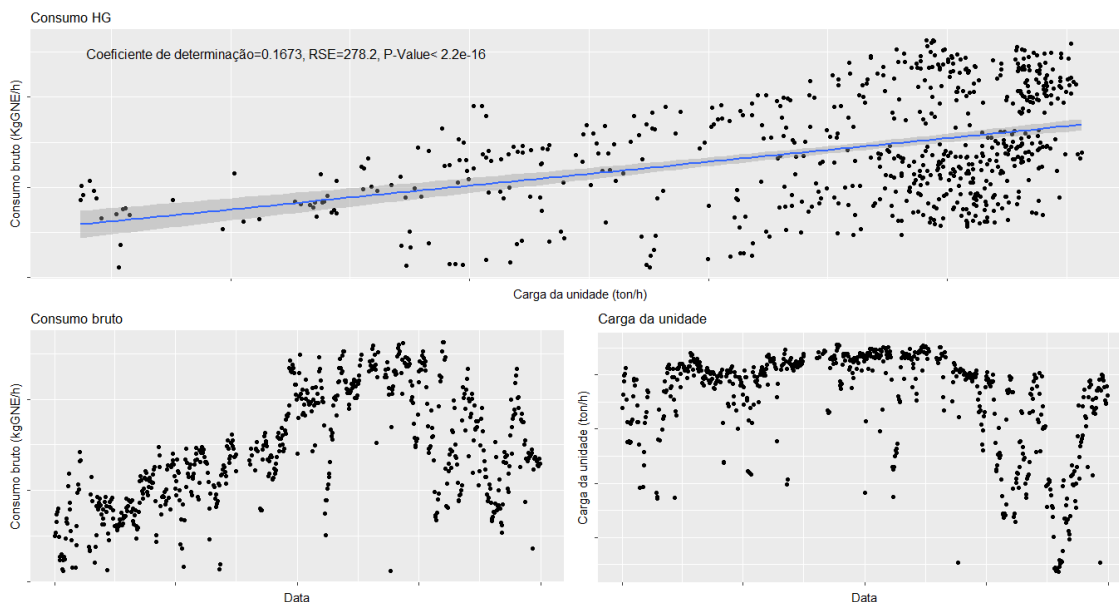 Consumo HG
Coeficiente de determinação=0.1673, RSE=278.2, P-Value< 2.2e-16
Consumo bruto (KgGNE/h)
Carga da unidade (ton/h)
Consumo bruto
Consumo bruto (kgGNE/h)
Data
Carga da unidade
Carga da unidade (ton/h)
Data